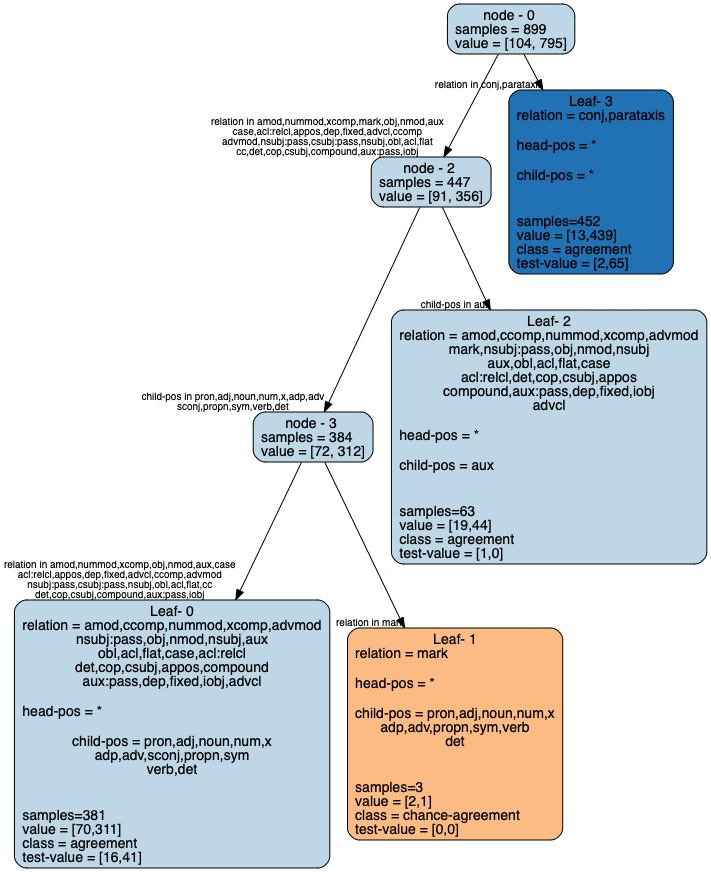 node - 0
samples = 899
value = [104, 795]
relation in conj,parataxis
Leaf- 3
relation = conj,parataxis
head-pos = *
child-pos = *
samples=452
value = [13,439]
class = agreement
test-value = [2,65]
relation in amod,nummod,xcomp,mark,obj,nmod,aux
case,acl:relcl,appos,dep,fixed,advcl,ccomp
advmod,nsubj:pass,csubj:pass,nsubj,obl,acl,flat
cc,det,cop,csubj,compound,aux:pass,iobj
node - 2
samples = 447
value = [91, 356]
child-pos in aux
Leaf- 2
relation = amod,ccomp,nummod,xcomp,advmod
mark,nsubj:pass,obj,nmod,nsubj
aux,obl,acl,flat,case
acl:relcl,det,cop,csubj,appos
compound,aux:pass,dep,fixed,iobj
advcl
head-pos = *
child-pos = aux
samples=63
value = [19,44]
class = agreement
test-value = [1,0]
child-pos in pron,adj,noun,num,x,adp,adv
sconj,propn,sym,verb,det
node - 3
samples = 384
value = [72, 312]
relation in amod,nummod,xcomp,obj,nmod,aux,case
acl:relcl,appos,dep,fixed,advcl,ccomp,advmod
nsubj:pass,csubj:pass,nsubj,obl,acl,flat,cc
det,cop,csubj,compound,aux:pass,iobj
Leaf- 0
relation = amod,ccomp,nummod,xcomp,advmod
nsubj:pass,obj,nmod,nsubj,aux
obl,acl,flat,case,acl:relcl
det,cop,csubj,appos,compound
aux:pass,dep,fixed,iobj,advcl
head-pos = *
child-pos = pron,adj,noun,num,x
adp,adv,sconj,propn,sym
verb,det
samples=381
value = [70,311]
class = agreement
test-value = [16,41]
relation in mark
Leaf- 1
relation = mark
head-pos = *
child-pos = pron,adj,noun,num,x
adp,adv,propn,sym,verb
det
samples=3
value = [2,1]
class = chance-agreement
test-value = [0,0]